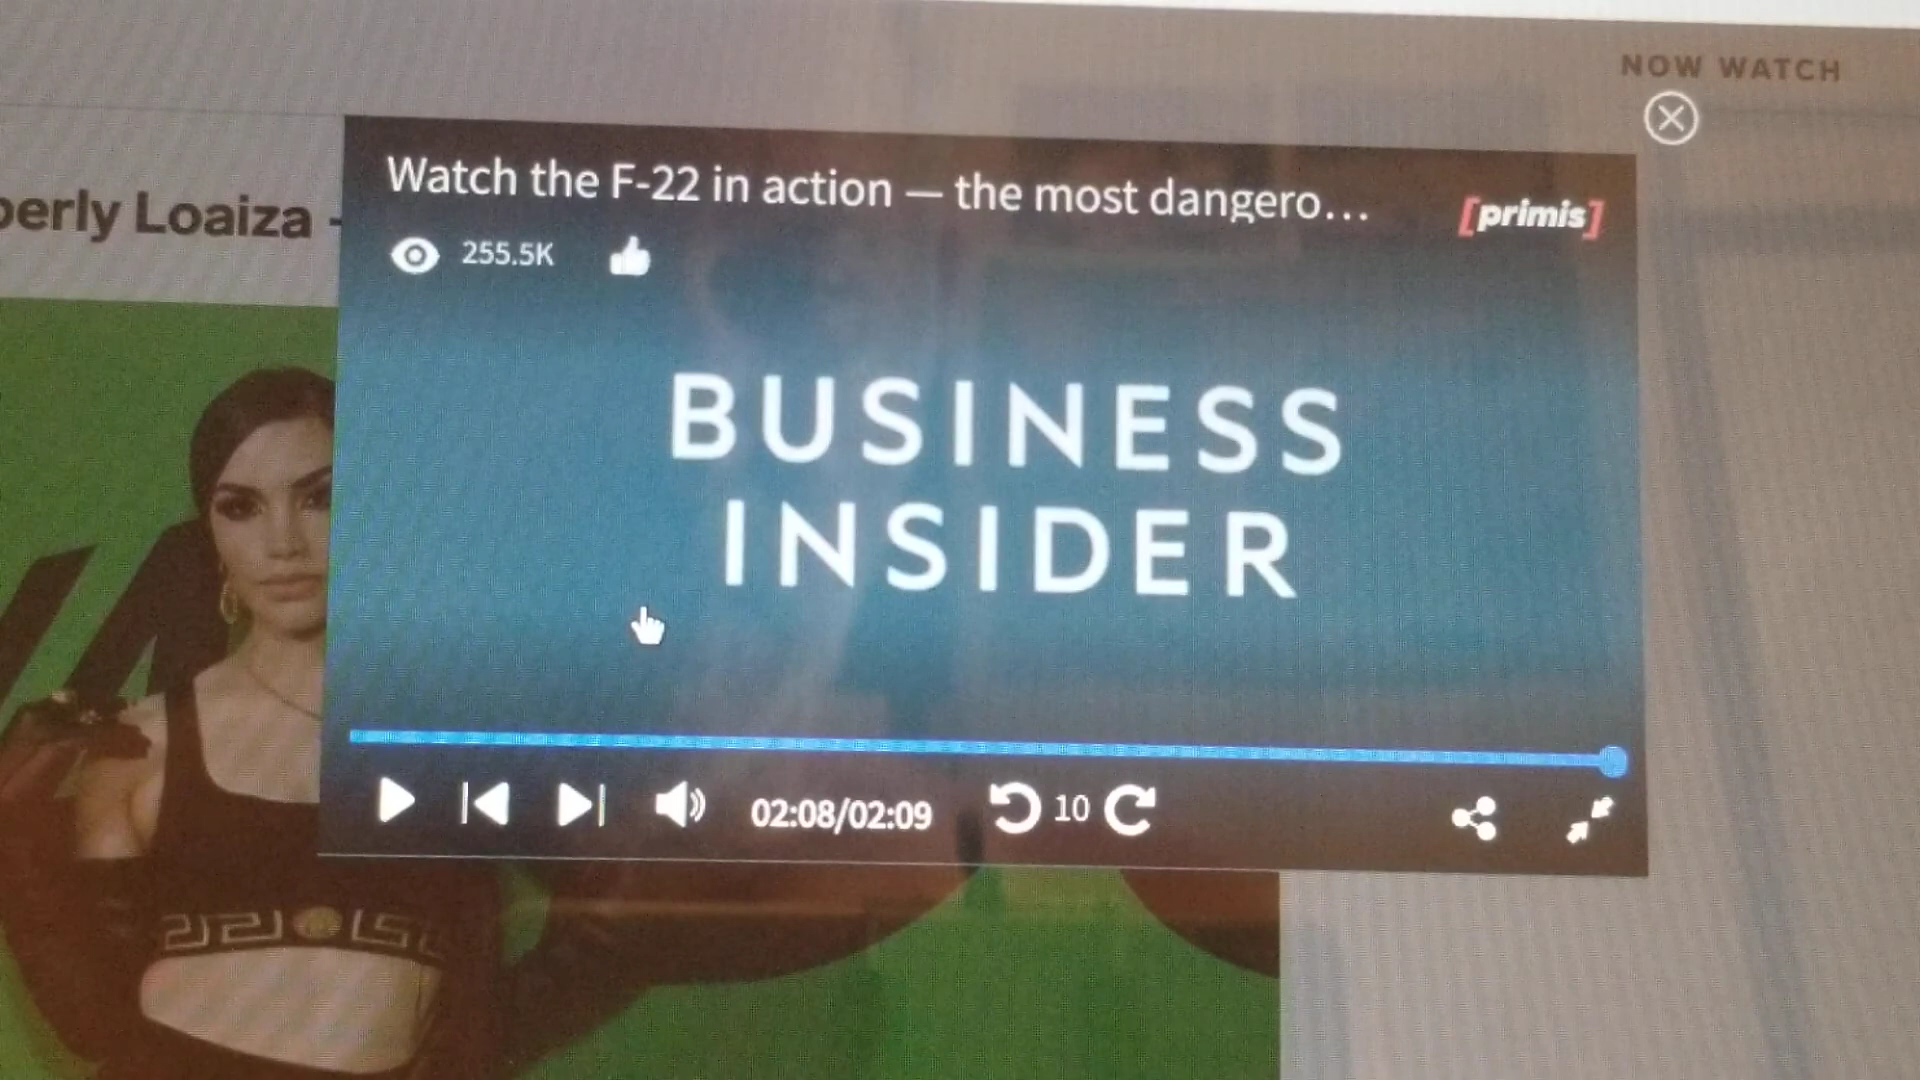 NOW WATCH
Watch the F-22 in action — the most dangero...
[primis]
255.5K
perly Loaiza -
BUSINESS
INSIDER
02:08/02:09
10